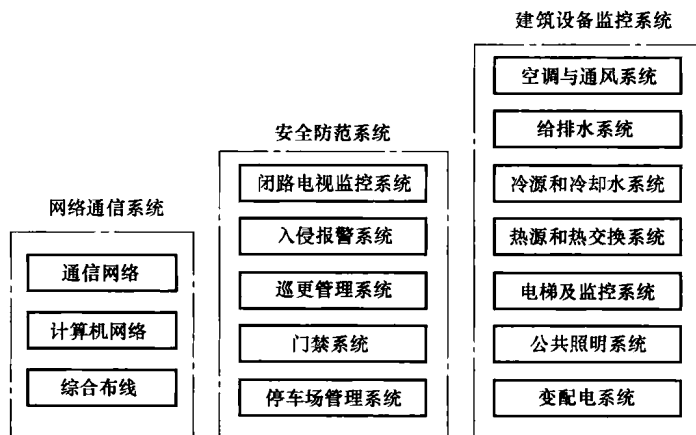 网络通信系统
通信网络
计算机网络
综合布线
安全防范系统
闭路电视监控系统
入侵报警系统
巡更管理系统
门禁系统
停车场管理系统
建筑设备监控系统
空调与通风系统
给排水系统
冷源和冷却水系统
热源和热交换系统
电梯及监控系统
公共照明系统
变配电系统